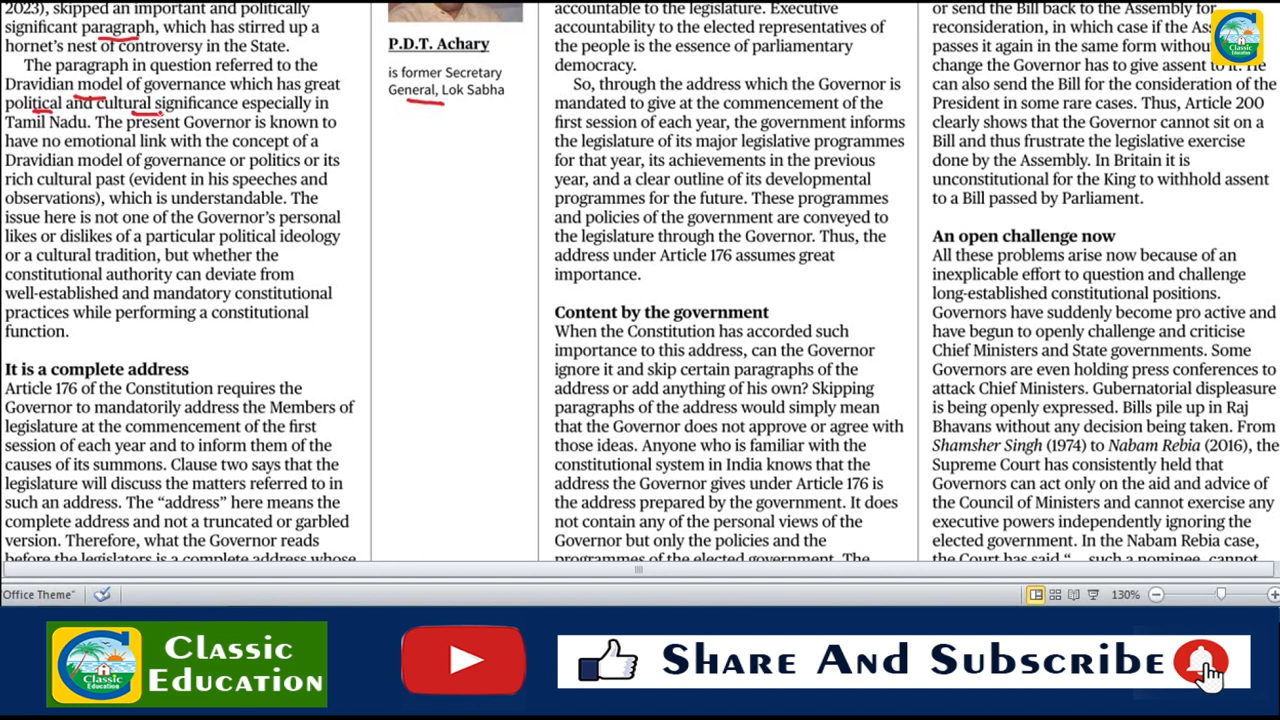 2023), skipped an important and politically
significant paragraph, which has stirred up a
hornet's nest of controversy in the State.
The paragraph in question referred to the
Dravidian model of governance which has great
political and cultural significance especially in
Tamil Nadu. The present Governor is known to
have no emotional link with the concept of a
Dravidian model of governance or politics or its
rich cultural past (evident in his speeches and
observations), which is understandable. The
issue here is not one of the Governor's personal
likes or dislikes of a particular political ideology
or a cultural tradition, but whether the
constitutional authority can deviate from
well-established and mandatory constitutional
practices while performing a constitutional
function.
It is a complete address
Article 176 of the Constitution requires the
Governor to mandatorily address the Members of
legislature at the commencement of the first
session of each year and to inform them of the
causes of its summons. Clause two says that the
legislature will discuss the matters referred to in
such an address. The “address” here means the
complete address and not a truncated or garbled
version. Therefore, what the Governor reads
before the legislators is a complete address whose
P.D.T. Achary
is former Secretary
General, Lok Sabha
accountable to the legislature. Executive
accountability to the elected representatives of
the people is the essence of parliamentary
democracy.
So, through the address which the Governor is
mandated to give at the commencement of the
first session of each year, the government informs
the legislature of its major legislative programmes
for that year, its achievements in the previous
year, and a clear outline of its developmental
programmes for the future. These programmes
and policies of the government are conveyed to
the legislature through the Governor. Thus, the
address under Article 176 assumes great
importance.
Content by the government
When the Constitution has accorded such
importance to this address, can the Governor
ignore it and skip certain paragraphs of the
address or add anything of his own? Skipping
paragraphs of the address would simply mean
that the Governor does not approve or agree with
those ideas. Anyone who is familiar with the
constitutional system in India knows that the
address the Governor gives under Article 176 is
the address prepared by the government. It does
not contain any of the personal views of the
Governor but only the policies and the
programmes of the elected government. The
or send the Bill back to the Assembly for
reconsideration, in which case if the
passes it again in the same form
change the Governor has to give assent to it. He
can also send the Bill for the consideration of the
President in some rare cases. Thus, Article 200
clearly shows that the Governor cannot sit on a
Bill and thus frustrate the legislative exercise
done by the Assembly. In Britain it is
unconstitutional for the King to withhold assent
to a Bill passed by Parliament.
An open challenge now
All these problems arise now because of an
inexplicable effort to question and challenge
long-established constitutional positions.
Governors have suddenly become pro active and
have begun to openly challenge and criticise
Chief Ministers and State governments. Some
Governors are even holding press conferences to
attack Chief Ministers. Gubernatorial displeasure
is being openly expressed. Bills pile up in Raj
Bhavans without any decision being taken. From
Shamsher Singh (1974) to Nabam Rebia (2016), the
Supreme Court has consistently held that
Governors can act only on the aid and advice of
the Council of Ministers and cannot exercise any
executive powers independently ignoring the
elected government. In the Nabam Rebia case,
the Court has said “... such a nominee, cannot
Classic
Education
Office Theme"
130%
Classic
Education
Classic
Education
Share And Subscribe